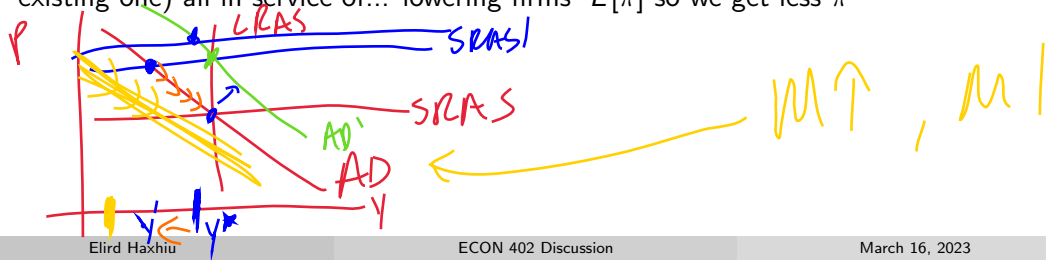 existing one) all in service of... lowering firms' E[π] so we get less π
P
LRAS
SRAS1
SRAS
M↑,
AD'
AD
Y
Y' ← Y*
Elird Haxhiu ECON 402 Discussion March 16, 2023